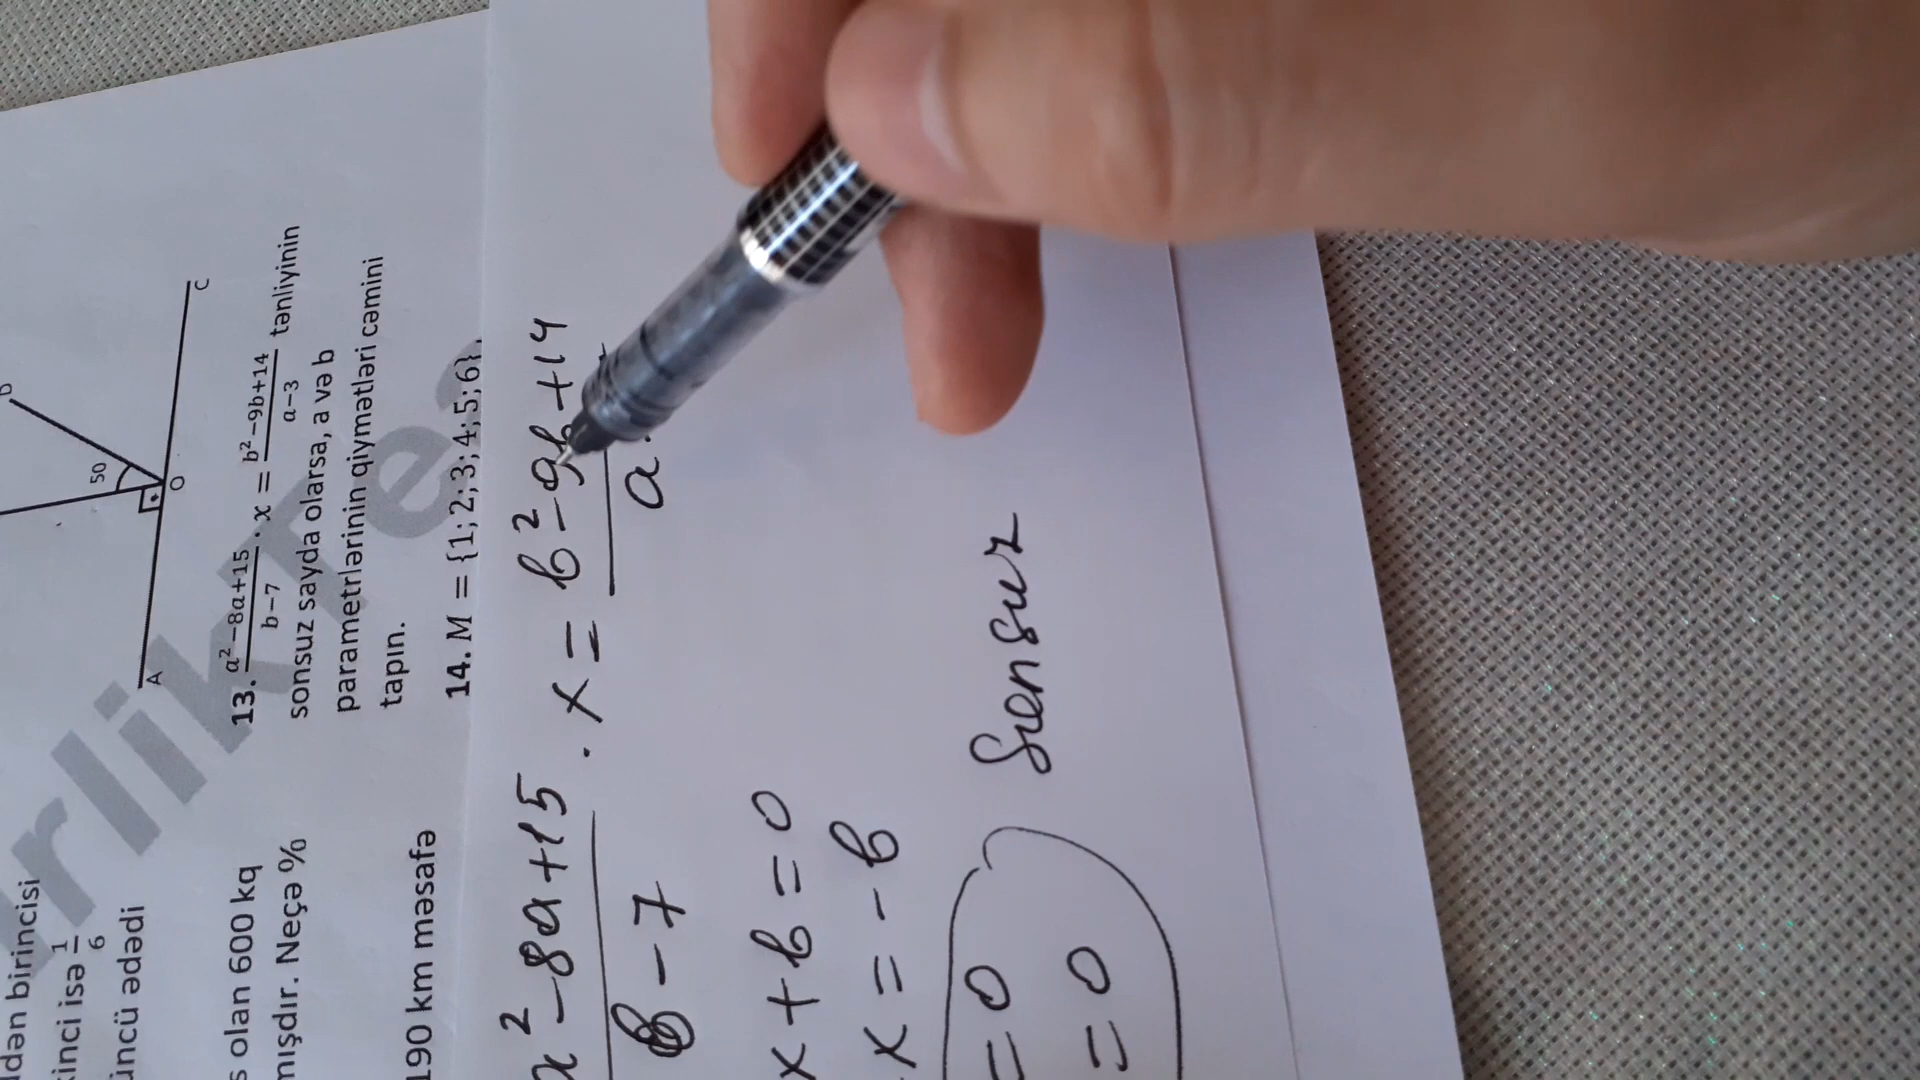 dən birincisi
kinci isə 1/6
üncü ədədi
s olan 600 kq
mışdır. Neçə %
190 km məsafə
50
A
O
C
13. (a²−8a+15)/(b−7) · x = (b²−9b+14)/(a−3) tənliyinin
sonsuz sayda olarsa, a və b
parametrlərinin qiymətləri cəmini
tapın.
14. M = {1; 2; 3; 4; 5; 6}
a² − 8a + 15 · x = b² − 9b + 14
b − 7
a
x + b = 0
x = − b
= 0
= 0
Sonsuz